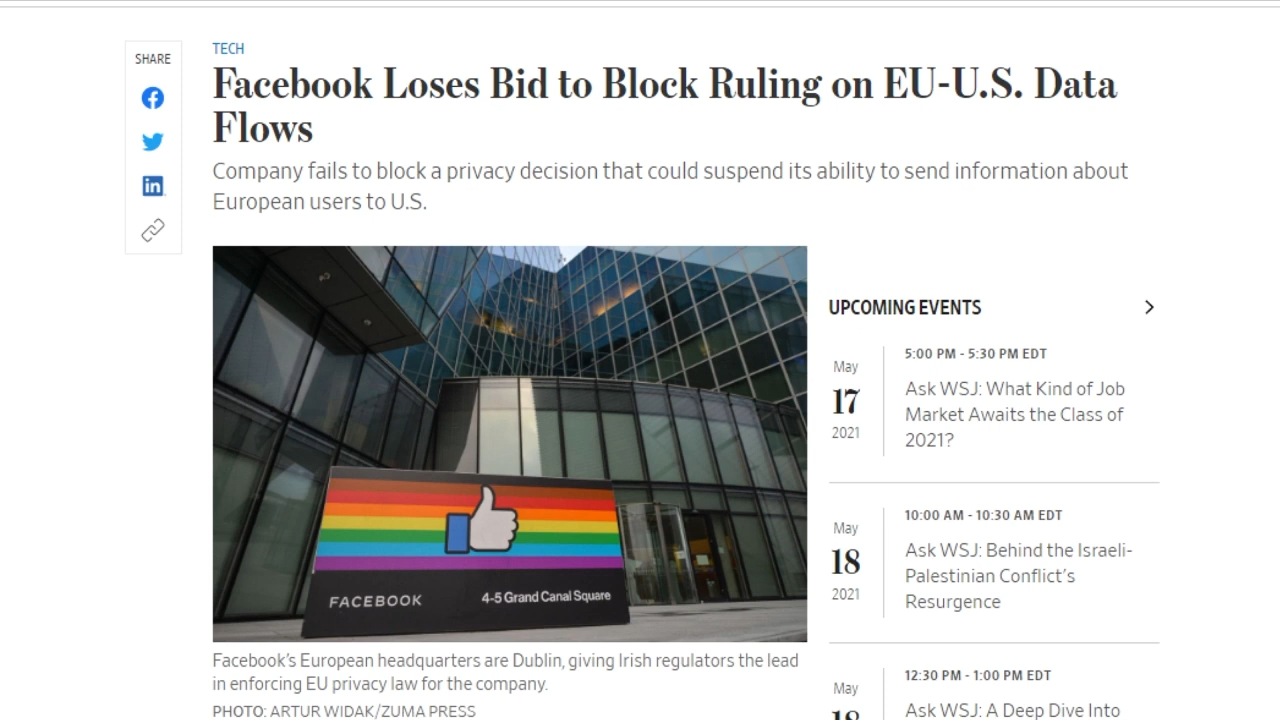 SHARE
TECH
Facebook Loses Bid to Block Ruling on EU-U.S. Data
Flows
Company fails to block a privacy decision that could suspend its ability to send information about
European users to U.S.
in
FACEBOOK
4-5 Grand Canal Square
Facebook's European headquarters are Dublin, giving Irish regulators the lead
in enforcing EU privacy law for the company.
PHOTO: ARTUR WIDAK/ZUMA PRESS
UPCOMING EVENTS
May
17
2021
5:00 PM - 5:30 PM EDT
Ask WSJ: What Kind of Job
Market Awaits the Class of
2021?
May
18
2021
10:00 AM - 10:30 AM EDT
Ask WSJ: Behind the Israeli-
Palestinian Conflict's
Resurgence
May
18
12:30 PM - 1:00 PM EDT
Ask WSJ: A Deep Dive Into